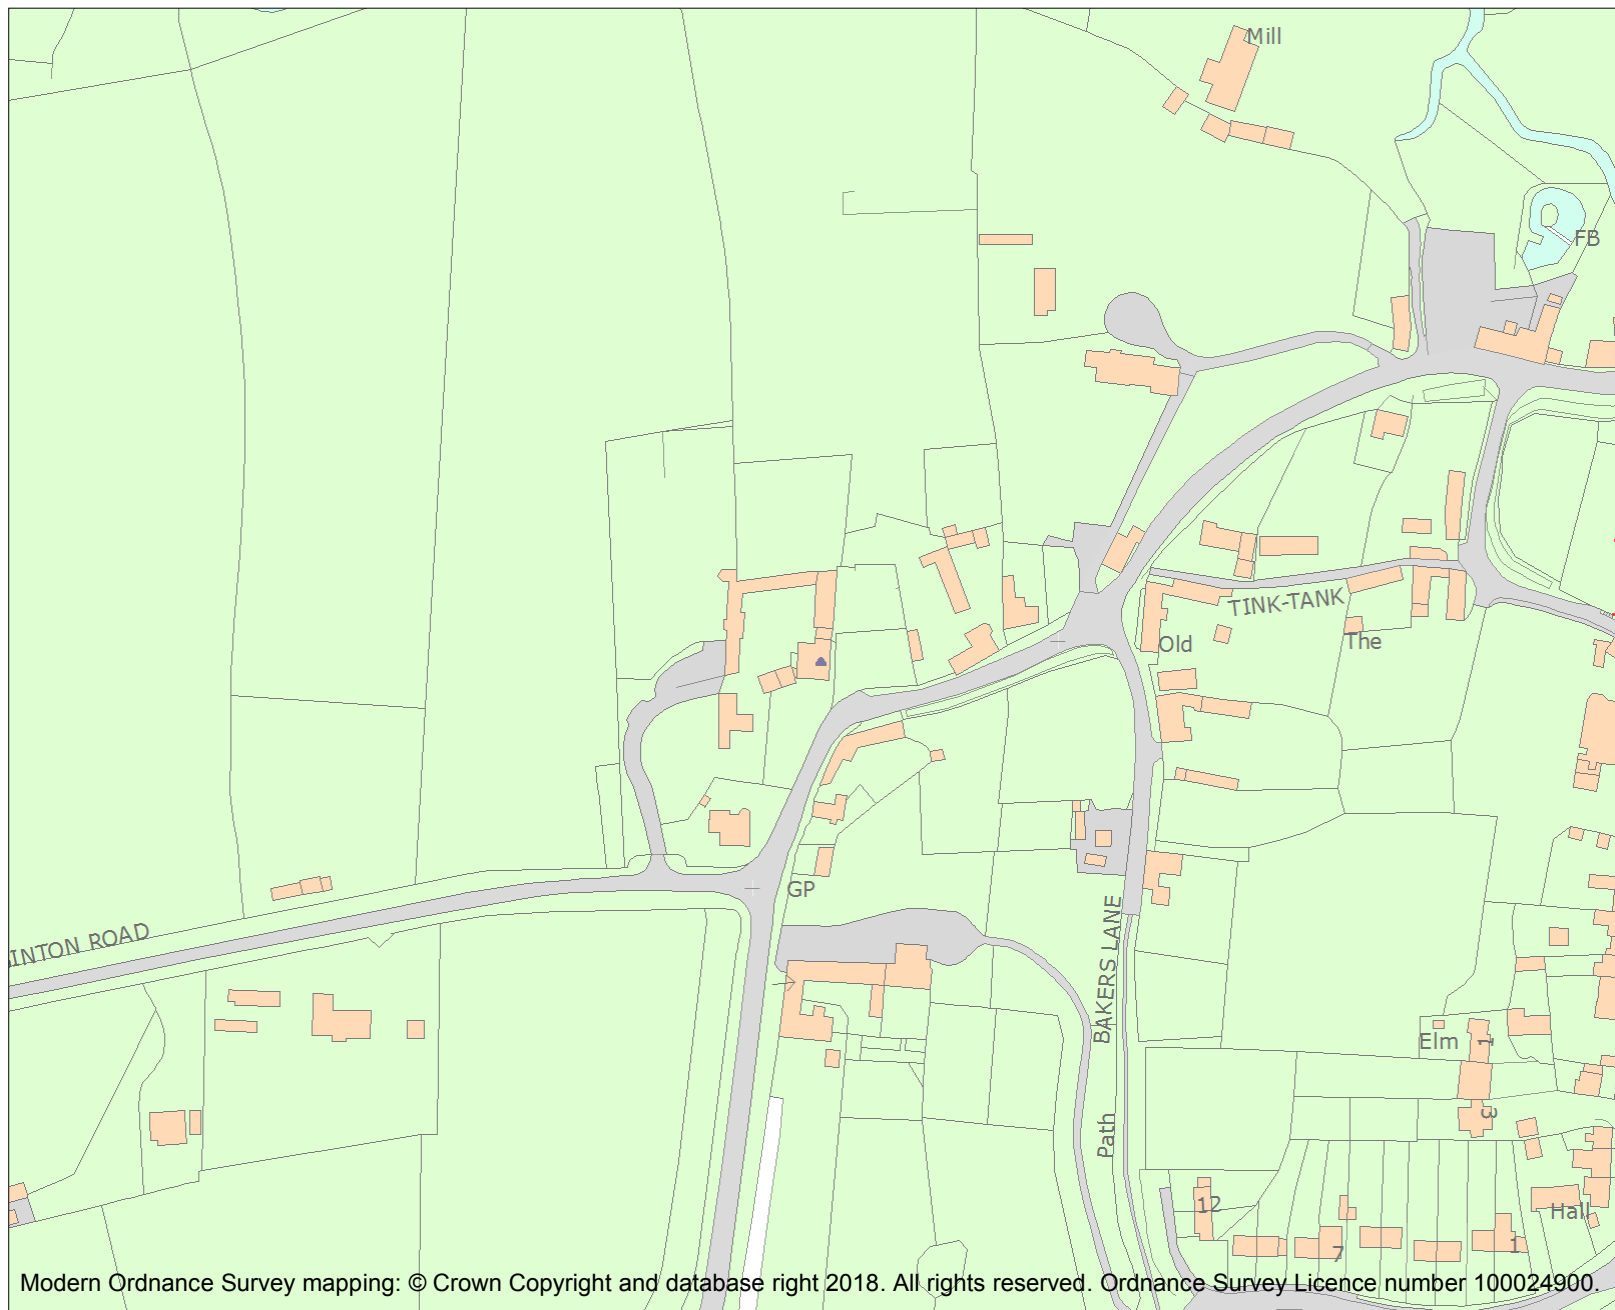 Mill
FB
TINK-TANK
Old
The
GP
INTON ROAD
BAKERS LANE
Elm
1
3
Path
12
Hall
7
1
Modern Ordnance Survey mapping: © Crown Copyright and database right 2018. All rights reserved. Ordnance Survey Licence number 100024900.